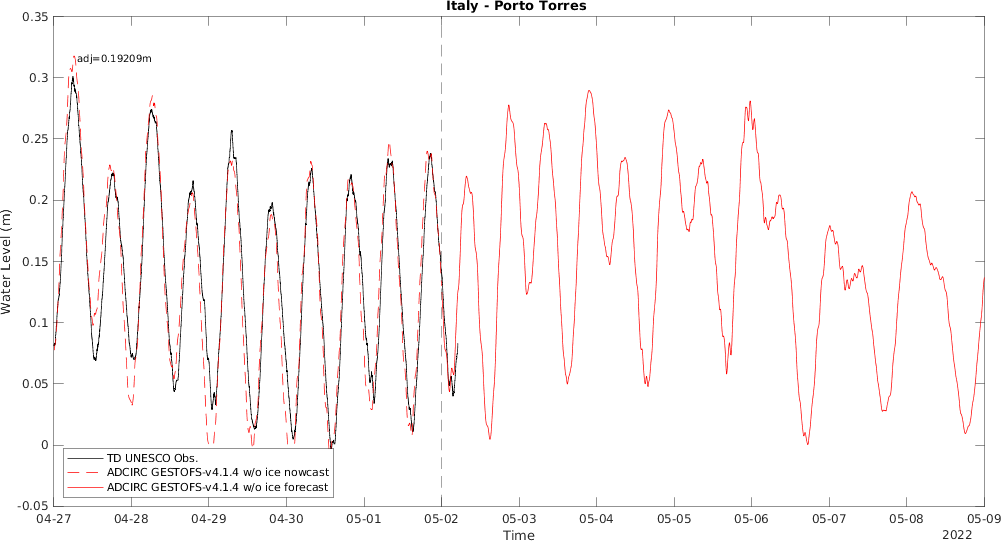 Italy - Porto Torres
0.35
0.3
0.25
0.2
0.15
0.1
0.05
0
-0.05
Water Level (m)
adj=0.19209m
TD UNESCO Obs.
ADCIRC GESTOFS-v4.1.4 w/o ice nowcast
ADCIRC GESTOFS-v4.1.4 w/o ice forecast
04-27 04-28 04-29 04-30 05-01 05-02 05-03 05-04 05-05 05-06 05-07 05-08 05-09
Time
2022